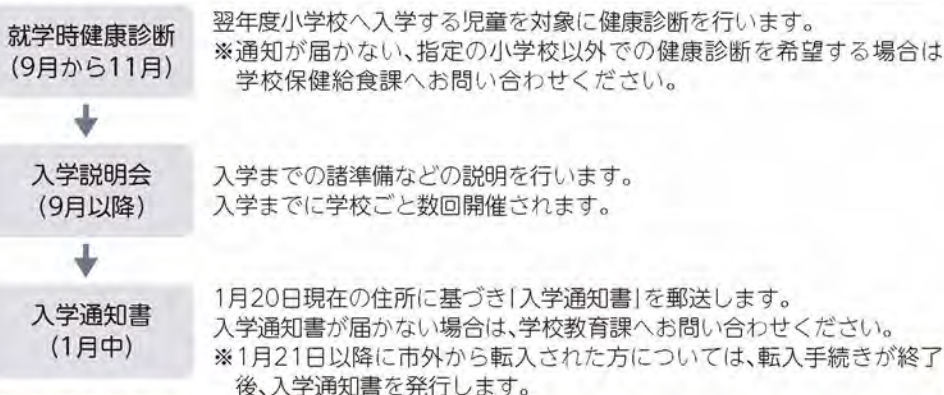 就学時健康診断
(9月から11月)
翌年度小学校へ入学する児童を対象に健康診断を行います。
※通知が届かない、指定の小学校以外での健康診断を希望する場合は
学校保健給食課へお問い合わせください。
入学説明会
(9月以降)
入学までの諸準備などの説明を行います。
入学までに学校ごと数回開催されます。
入学通知書
(1月中)
1月20日現在の住所に基づき「入学通知書」を郵送します。
入学通知書が届かない場合は、学校教育課へお問い合わせください。
※1月21日以降に市外から転入された方については、転入手続きが終了
後、入学通知書を発行します。